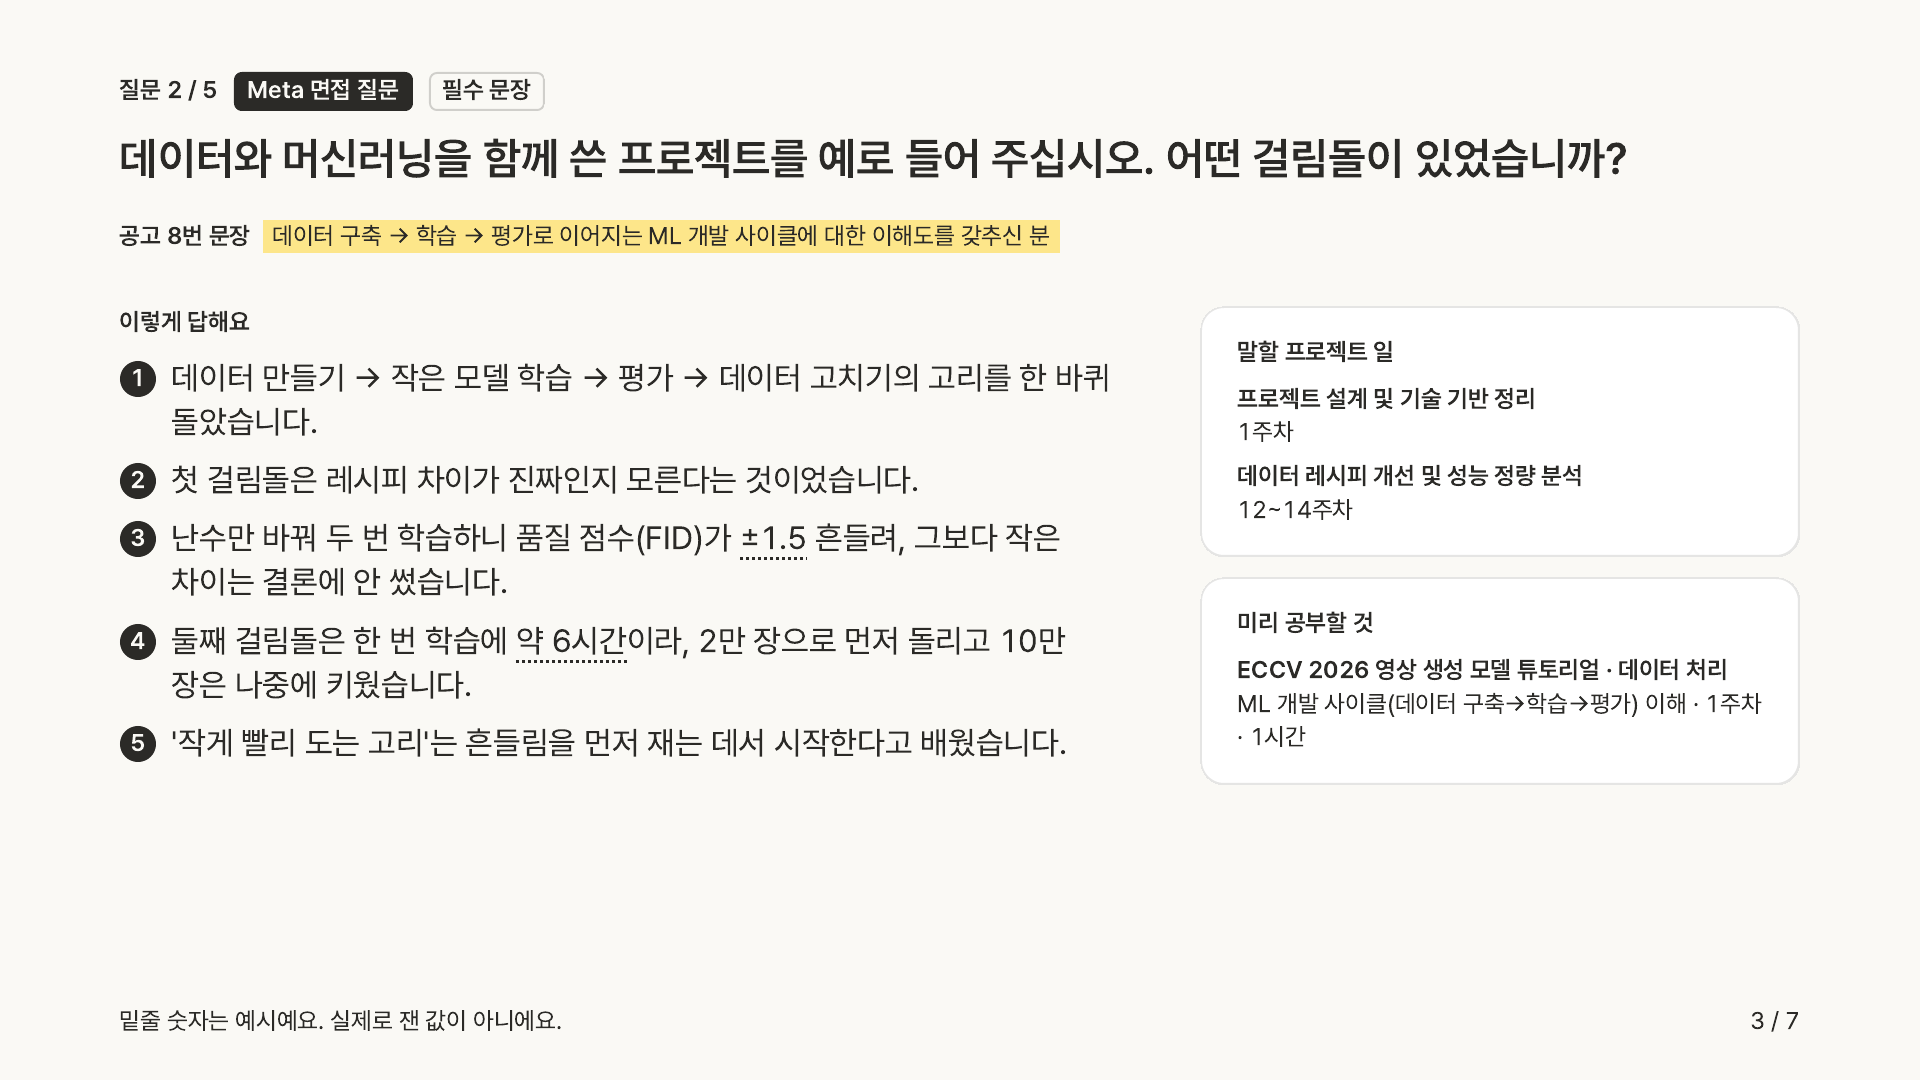 질문 2 / 5 Meta 면접 질문 필수 문장
데이터와 머신러닝을 함께 쓴 프로젝트를 예로 들어 주십시오. 어떤 걸림돌이 있었습니까?
공고 8번 문장 데이터 구축 → 학습 → 평가로 이어지는 ML 개발 사이클에 대한 이해도를 갖추신 분
이렇게 답해요
1 데이터 만들기 → 작은 모델 학습 → 평가 → 데이터 고치기의 고리를 한 바퀴
돌았습니다.
2 첫 걸림돌은 레시피 차이가 진짜인지 모른다는 것이었습니다.
3 난수만 바꿔 두 번 학습하니 품질 점수(FID)가 ±1.5 흔들려, 그보다 작은
차이는 결론에 안 썼습니다.
4 둘째 걸림돌은 한 번 학습에 약 6시간이라, 2만 장으로 먼저 돌리고 10만
장은 나중에 키웠습니다.
5 '작게 빨리 도는 고리'는 흔들림을 먼저 재는 데서 시작한다고 배웠습니다.
말할 프로젝트 일
프로젝트 설계 및 기술 기반 정리
1주차
데이터 레시피 개선 및 성능 정량 분석
12~14주차
미리 공부할 것
ECCV 2026 영상 생성 모델 튜토리얼 · 데이터 처리
ML 개발 사이클(데이터 구축→학습→평가) 이해 · 1주차
· 1시간
밑줄 숫자는 예시예요. 실제로 잰 값이 아니에요.
3 / 7